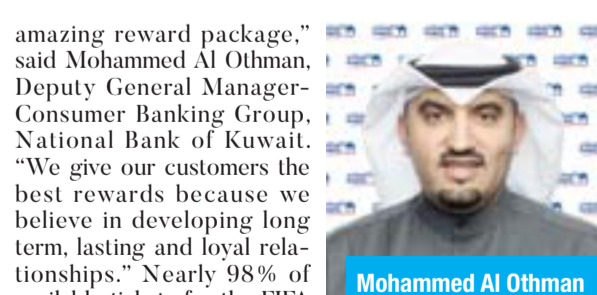 amazing reward package,”
said Mohammed Al Othman,
Deputy General Manager-
Consumer Banking Group,
National Bank of Kuwait.
“We give our customers the
best rewards because we
believe in developing long
term, lasting and loyal rela-
tionships.” Nearly 98% of
Mohammed Al Othman